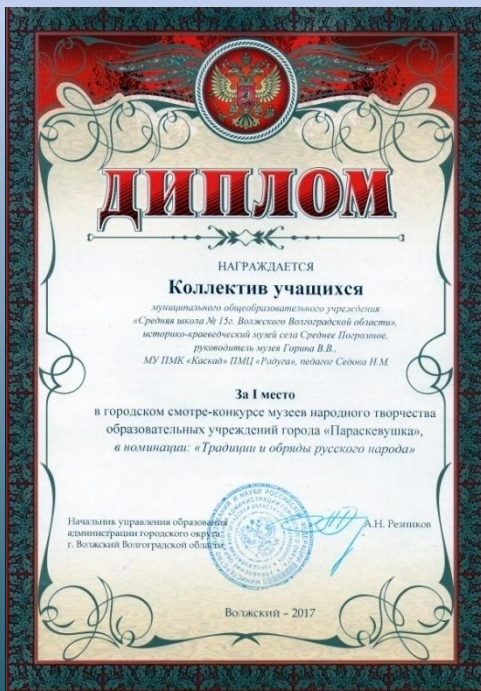 ДИПЛОМ
НАГРАЖДАЕТСЯ
Коллектив учащихся
муниципального общеобразовательного учреждения
«Средняя школа № 15г. Волжского Волгоградской области»,
историко-краеведческий музей села Среднее Погромное,
руководитель музея Горина В.В.,
МУ ПМК «Каскад» ПМЦ «Радуга», педагог Седова Н.М.
За I место
в городском смотре-конкурсе музеев народного творчества
образовательных учреждений города «Параскевушка»,
в номинации: «Традиции и обряды русского народа»
Начальник управления образования
администрации городского округа
г. Волжский Волгоградской области
А.Н. Резников
Волжский – 2017